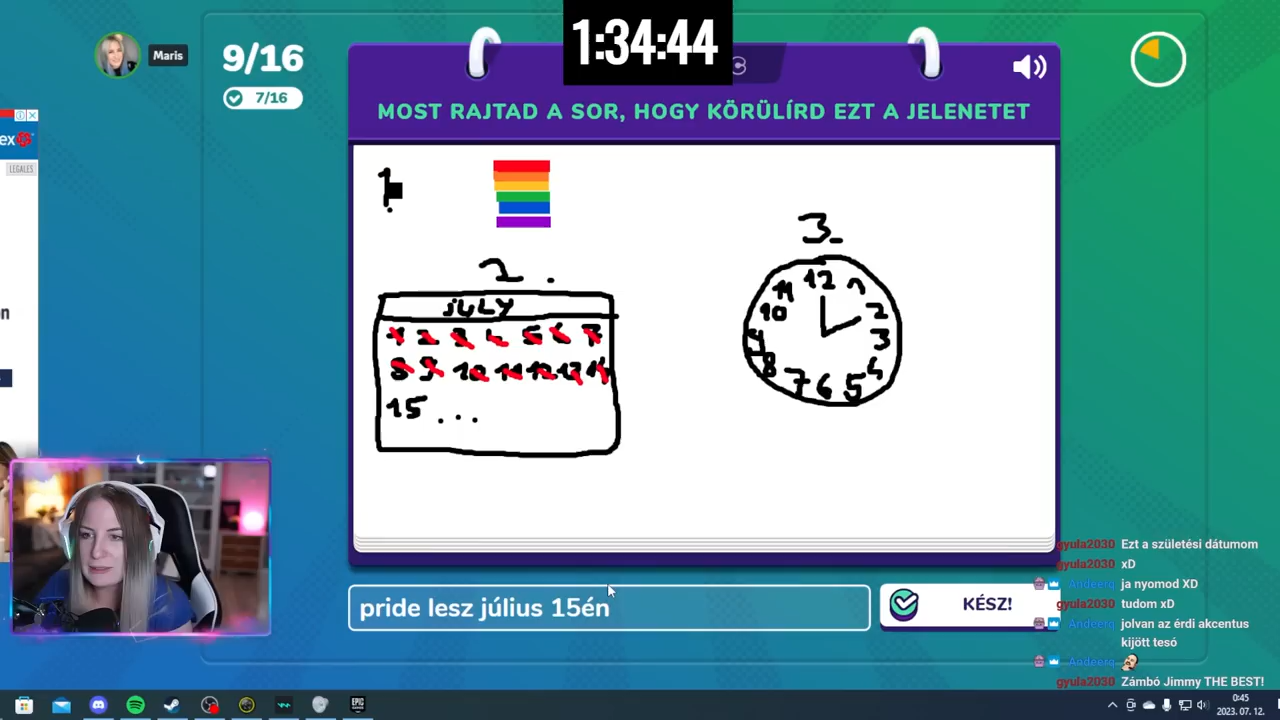 1:34:44
Maris
9/16
7/16
MOST RAJTAD A SOR, HOGY KÖRÜLÍRD EZT A JELENETET
1.
2.
JULY
1 2 3 4 5 6 7
8 9 10 11 12 13 14
15...
3.
12 1 2 3 4 5 6 7 8 9 10 11
LEGALES
pride lesz július 15én
KÉSZ!
gyula2030 Ezt a születési dátumom
gyula2030 xD
Andeerq ja nyomod XD
gyula2030 tudom xD
Andeerq jolvan az érdi akcentus
kijött tesó
Andeerq
gyula2030 Zámbó Jimmy THE BEST!
EPIC
0:45
2023. 07. 12.